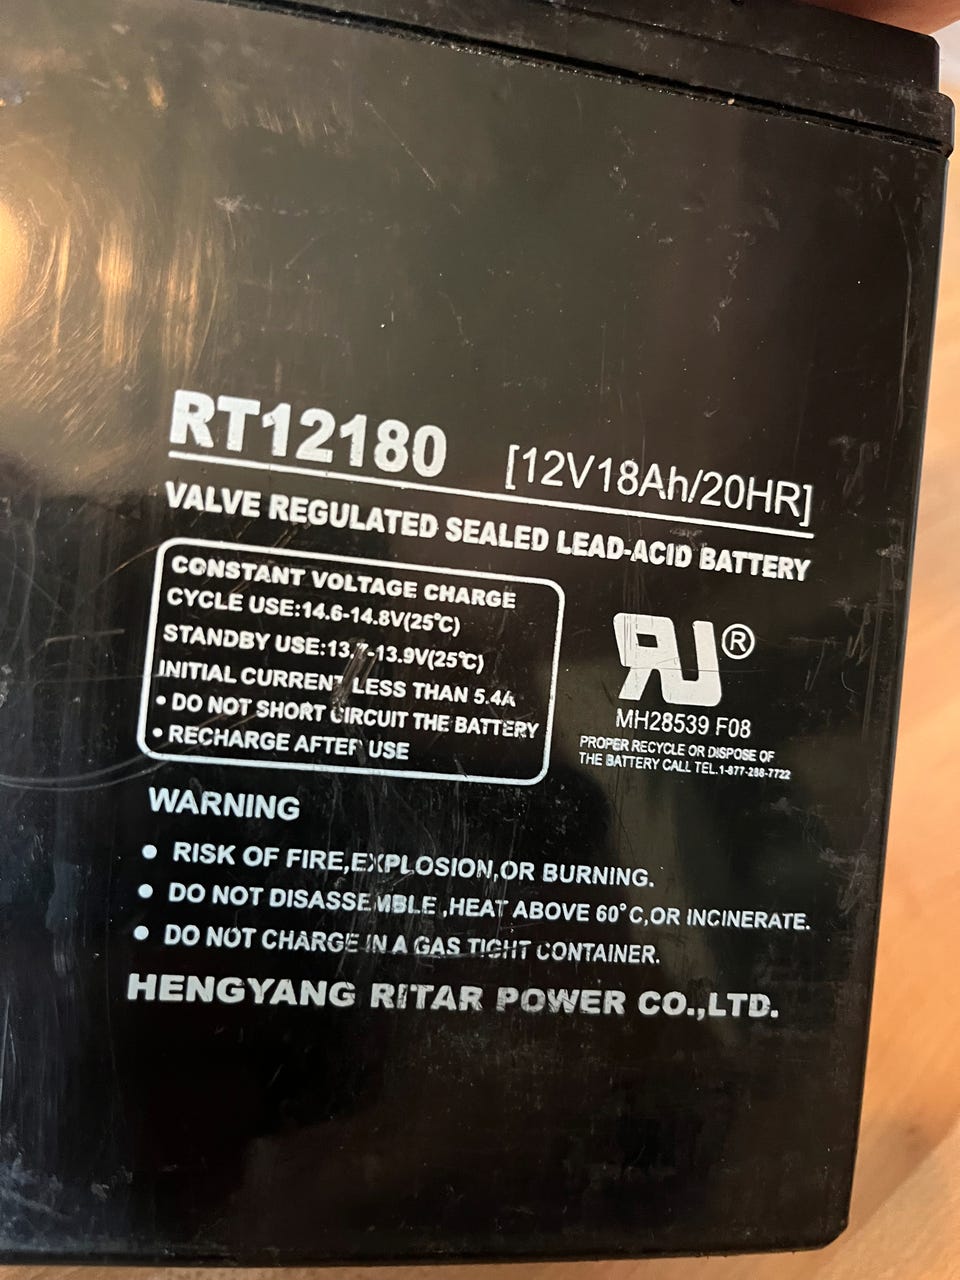 RT12180 [12V18Ah/20HR]
VALVE REGULATED SEALED LEAD-ACID BATTERY
CONSTANT VOLTAGE CHARGE
CYCLE USE:14.6-14.8V(25°C)
STANDBY USE:13. -13.9V(25°C)
INITIAL CURRENT LESS THAN 5.4A
• DO NOT SHORT CIRCUIT THE BATTERY
• RECHARGE AFTER USE
RU®
MH28539 F08
PROPER RECYCLE OR DISPOSE OF
THE BATTERY CALL TEL.1-877-288-7722
WARNING
• RISK OF FIRE,EXPLOSION,OR BURNING.
• DO NOT DISASSEMBLE ,HEAT ABOVE 60°C,OR INCINERATE.
• DO NOT CHARGE IN A GAS TIGHT CONTAINER.
HENGYANG RITAR POWER CO.,LTD.